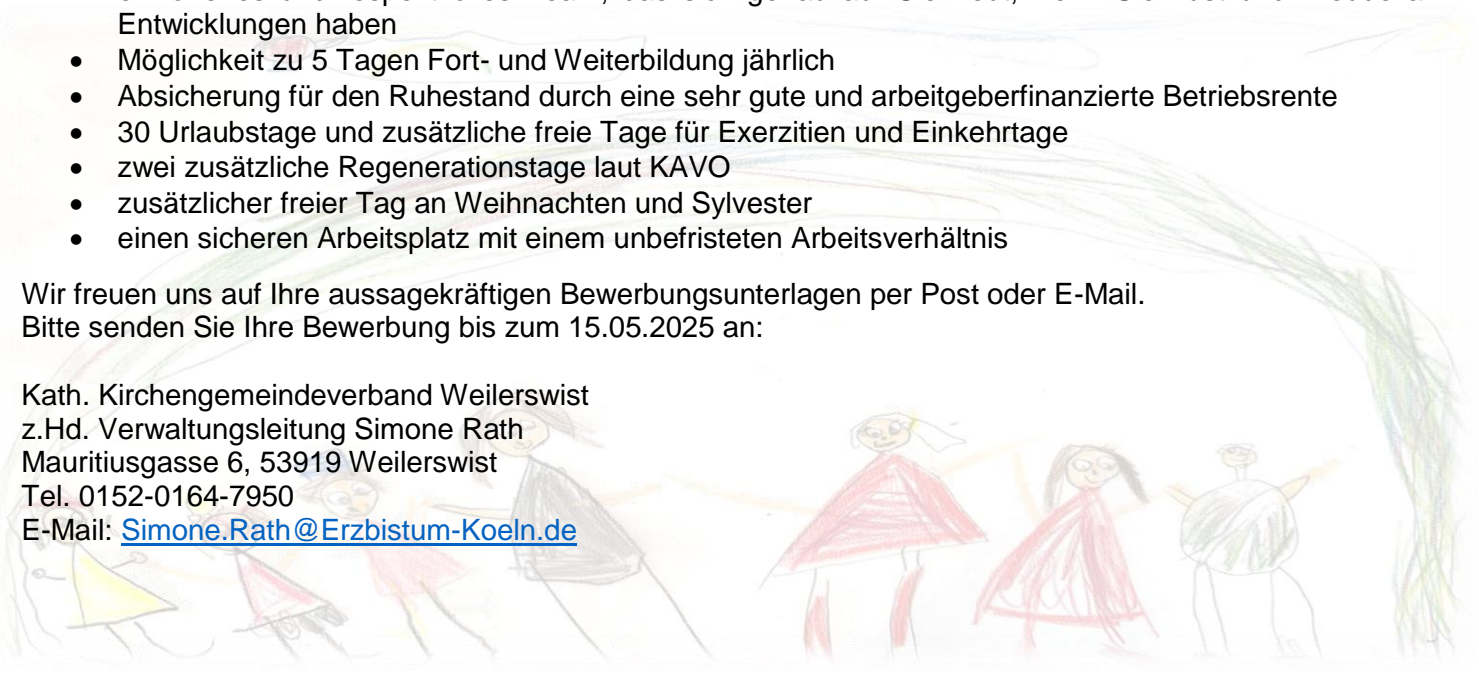 Entwicklungen haben
• Möglichkeit zu 5 Tagen Fort- und Weiterbildung jährlich
• Absicherung für den Ruhestand durch eine sehr gute und arbeitgeberfinanzierte Betriebsrente
• 30 Urlaubstage und zusätzliche freie Tage für Exerzitien und Einkehrtage
• zwei zusätzliche Regenerationstage laut KAVO
• zusätzlicher freier Tag an Weihnachten und Sylvester
• einen sicheren Arbeitsplatz mit einem unbefristeten Arbeitsverhältnis
Wir freuen uns auf Ihre aussagekräftigen Bewerbungsunterlagen per Post oder E-Mail.
Bitte senden Sie Ihre Bewerbung bis zum 15.05.2025 an:
Kath. Kirchengemeindeverband Weilerswist
z.Hd. Verwaltungsleitung Simone Rath
Mauritiusgasse 6, 53919 Weilerswist
Tel. 0152-0164-7950
E-Mail: Simone.Rath@Erzbistum-Koeln.de